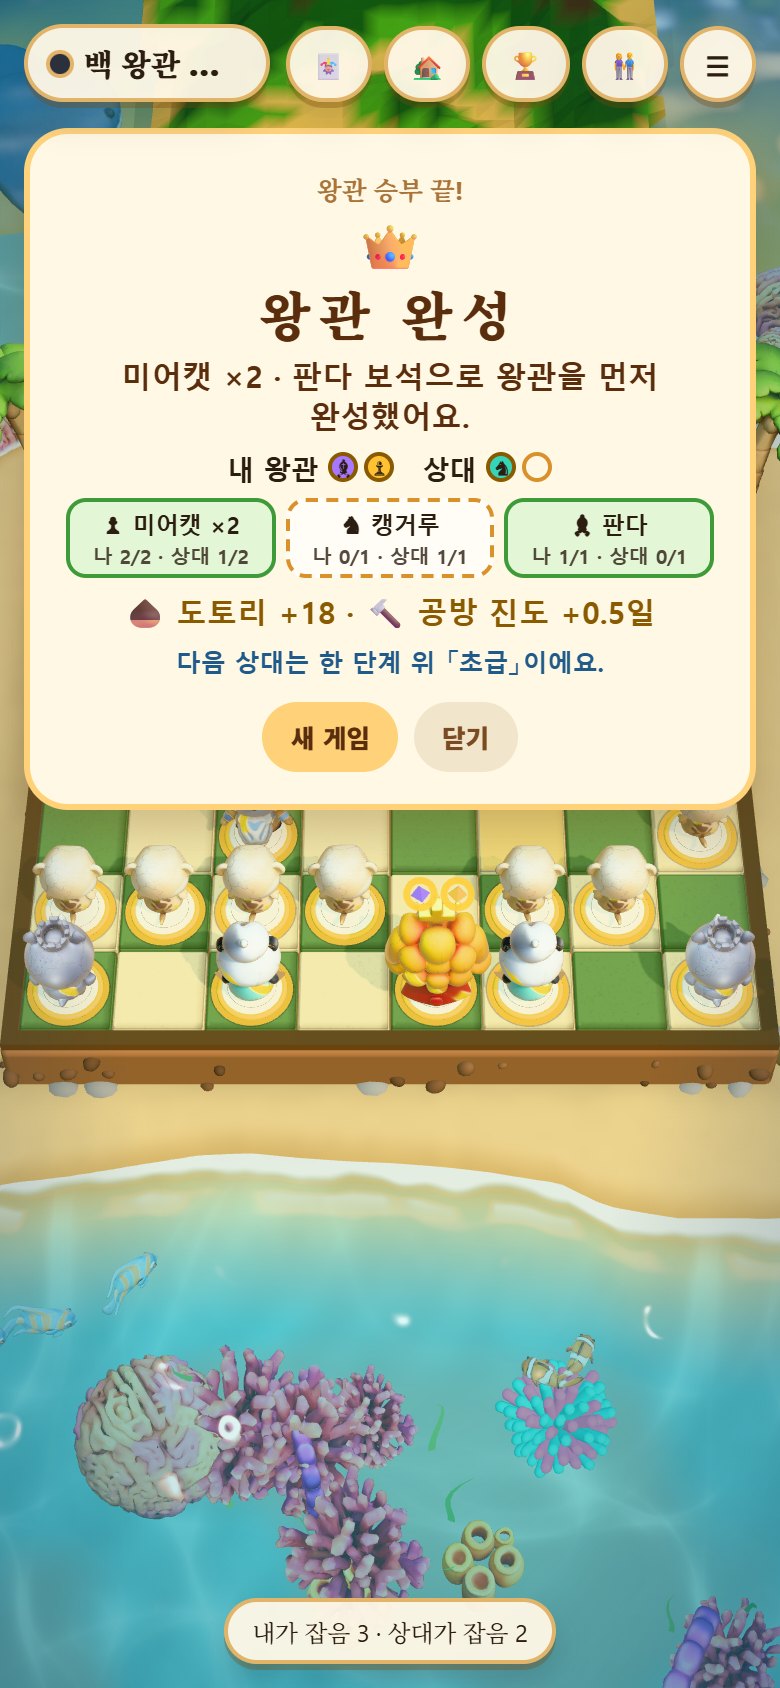 백 왕관 ...
왕관 승부 끝!
왕관 완성
미어캣 ×2 · 판다 보석으로 왕관을 먼저
완성했어요.
내 왕관 상대
미어캣 ×2
나 2/2 · 상대 1/2
캥거루
나 0/1 · 상대 1/1
판다
나 1/1 · 상대 0/1
도토리 +18 · 공방 진도 +0.5일
다음 상대는 한 단계 위 「초급」이에요.
새 게임 닫기
내가 잡음 3 · 상대가 잡음 2